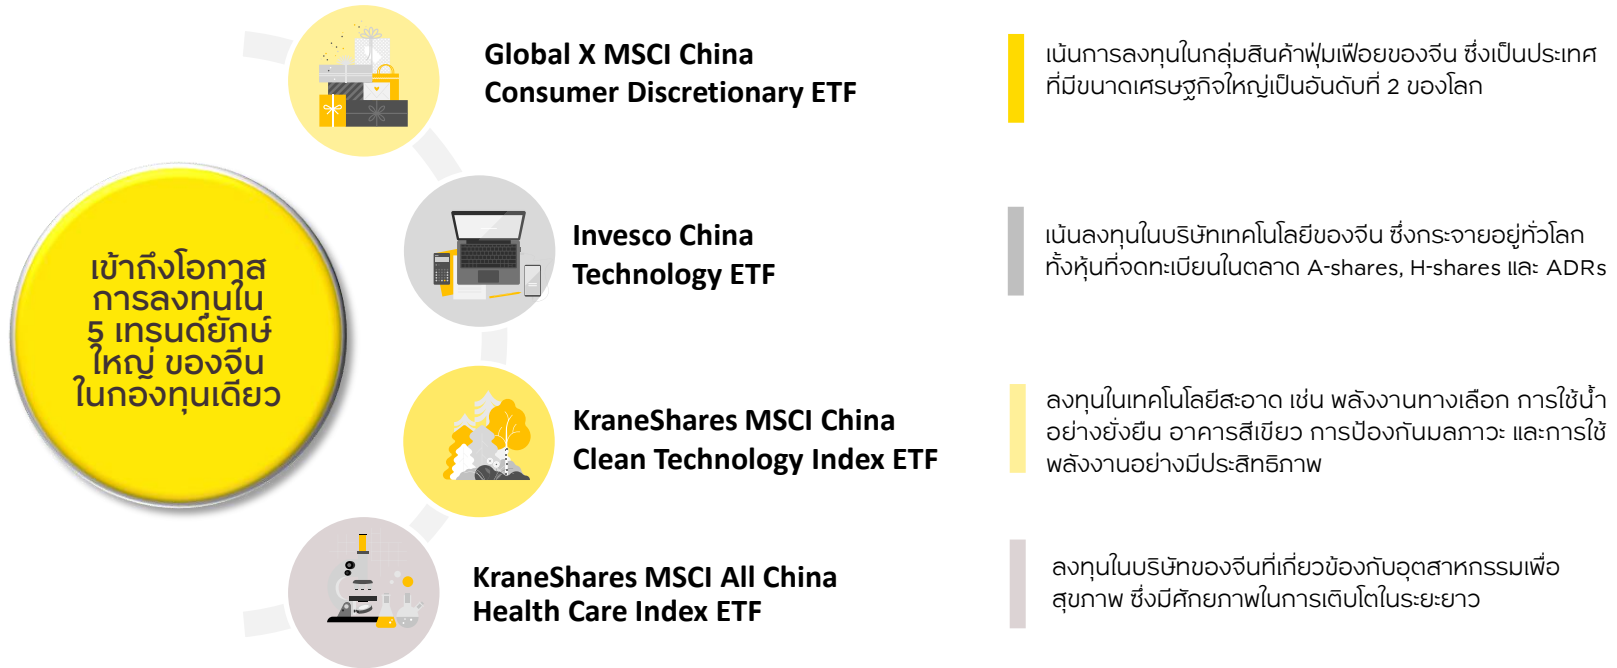 เข้าถึงโอกาส
การลงทุนใน
5 เทรนด์ยักษ์
ใหญ่ ของจีน
ในกองทุนเดียว
Global X MSCI China
Consumer Discretionary ETF
เน้นการลงทุนในกลุ่มสินค้าฟุ่มเฟือยของจีน ซึ่งเป็นประเทศ
ที่มีขนาดเศรษฐกิจใหญ่เป็นอันดับที่ 2 ของโลก
Invesco China
Technology ETF
เน้นลงทุนในบริษัทเทคโนโลยีของจีน ซึ่งกระจายอยู่ทั่วโลก
ทั้งหุ้นที่จดทะเบียนในตลาด A-shares, H-shares และ ADRs
KraneShares MSCI China
Clean Technology Index ETF
ลงทุนในเทคโนโลยีสะอาด เช่น พลังงานทางเลือก การใช้น้ำ
อย่างยั่งยืน อาคารสีเขียว การป้องกันมลภาวะ และการใช้
พลังงานอย่างมีประสิทธิภาพ
KraneShares MSCI All China
Health Care Index ETF
ลงทุนในบริษัทของจีนที่เกี่ยวข้องกับอุตสาหกรรมเพื่อ
สุขภาพ ซึ่งมีศักยภาพในการเติบโตในระยะยาว